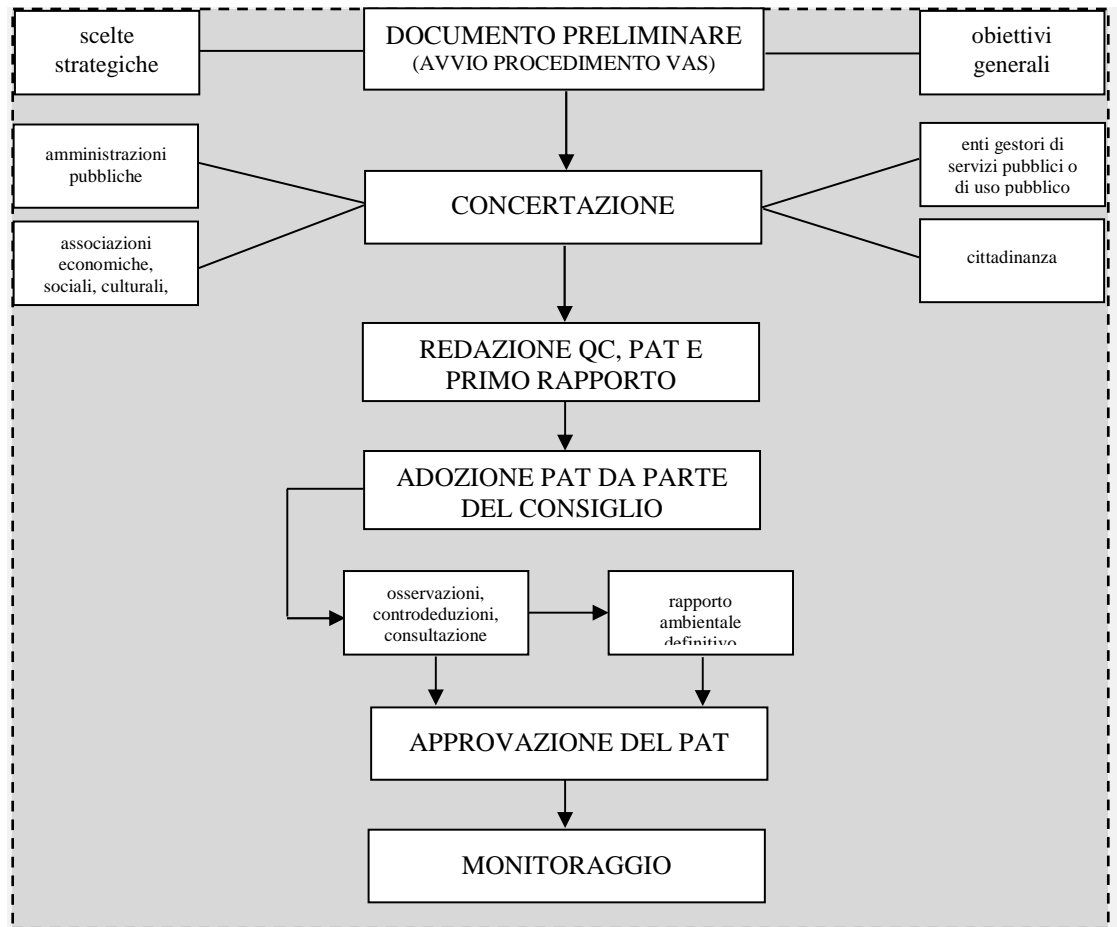 scelte
strategiche
DOCUMENTO PRELIMINARE
(AVVIO PROCEDIMENTO VAS)
obiettivi
generali
amministrazioni
pubbliche
enti gestori di
servizi pubblici o
di uso pubblico
CONCERTAZIONE
associazioni
economiche,
sociali, culturali,
cittadinanza
REDAZIONE QC, PAT E
PRIMO RAPPORTO
ADOZIONE PAT DA PARTE
DEL CONSIGLIO
osservazioni,
controdeduzioni,
consultazione
rapporto
ambientale
definitivo
APPROVAZIONE DEL PAT
MONITORAGGIO